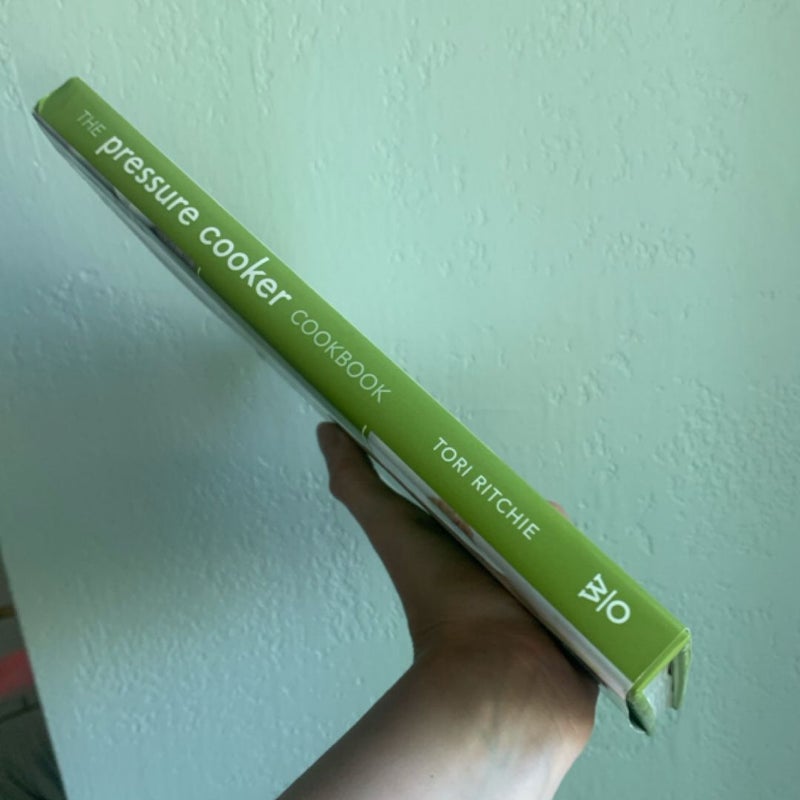 THE pressure cooker COOKBOOK
TORI RITCHIE
W|O